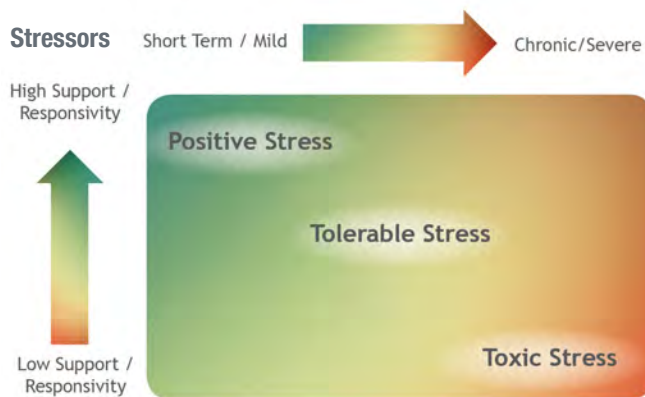 Stressors
Short Term / Mild
Chronic/Severe
High Support /
Responsivity
Positive Stress
Tolerable Stress
Toxic Stress
Low Support /
Responsivity